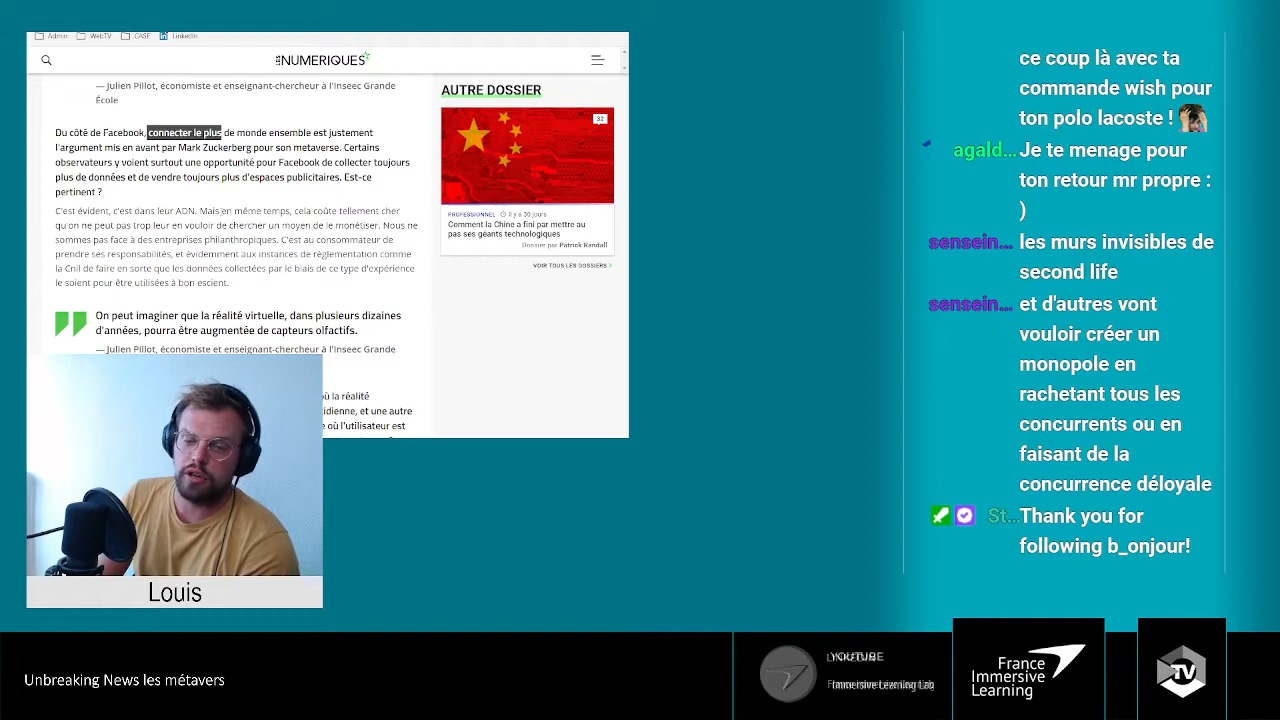 Admin
WebTV
CASE
LinkedIn
LES NUMERIQUES
— Julien Pillot, économiste et enseignant-chercheur à l'Inseec Grande
École
Du côté de Facebook, connecter le plus de monde ensemble est justement
l'argument mis en avant par Mark Zuckerberg pour son metaverse. Certains
observateurs y voient surtout une opportunité pour Facebook de collecter toujours
plus de données et de vendre toujours plus d'espaces publicitaires. Est-ce
pertinent ?
C'est évident, c'est dans leur ADN. Mais en même temps, cela coûte tellement cher
qu'on ne peut pas trop leur en vouloir de chercher un moyen de le monétiser. Nous ne
sommes pas face à des entreprises philanthropiques. C'est au consommateur de
prendre ses responsabilités, et évidemment aux instances de réglementation comme
la Cnil de faire en sorte que les données collectées par le biais de ce type d'expérience
le soient pour être utilisées à bon escient.
On peut imaginer que la réalité virtuelle, dans plusieurs dizaines
d'années, pourra être augmentée de capteurs olfactifs.
— Julien Pillot, économiste et enseignant-chercheur à l'Inseec Grande
où la réalité
idienne, et une autre
e où l'utilisateur est
AUTRE DOSSIER
32
PROFESSIONNEL
Il y a 30 jours
Comment la Chine a fini par mettre au
pas ses géants technologiques
Dossier par Patrick Randall
VOIR TOUS LES DOSSIERS >
Louis
ce coup là avec ta
commande wish pour
ton polo lacoste !
agald... Je te menage pour
ton retour mr propre :
)
sensein... les murs invisibles de
second life
sensein... et d'autres vont
vouloir créer un
monopole en
rachetant tous les
concurrents ou en
faisant de la
concurrence déloyale
St... Thank you for
following b_onjour!
Unbreaking News les métavers
YOUTUBE
Immersive Learning Lab
France
Immersive
Learning
TV